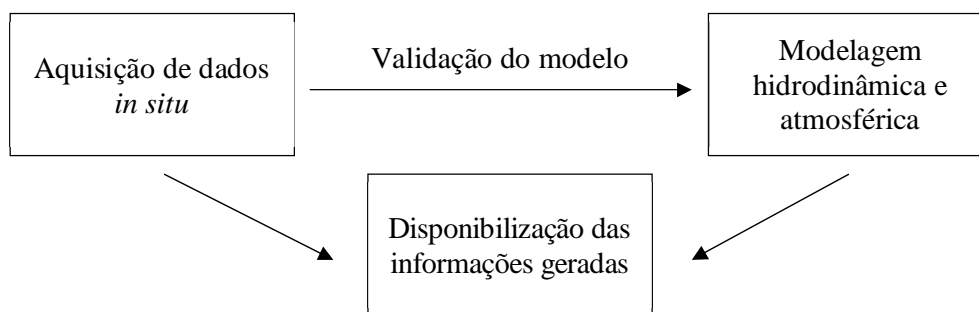 Aquisição de dados
in situ
Validação do modelo
Modelagem
hidrodinâmica e
atmosférica
Disponibilização das
informações geradas